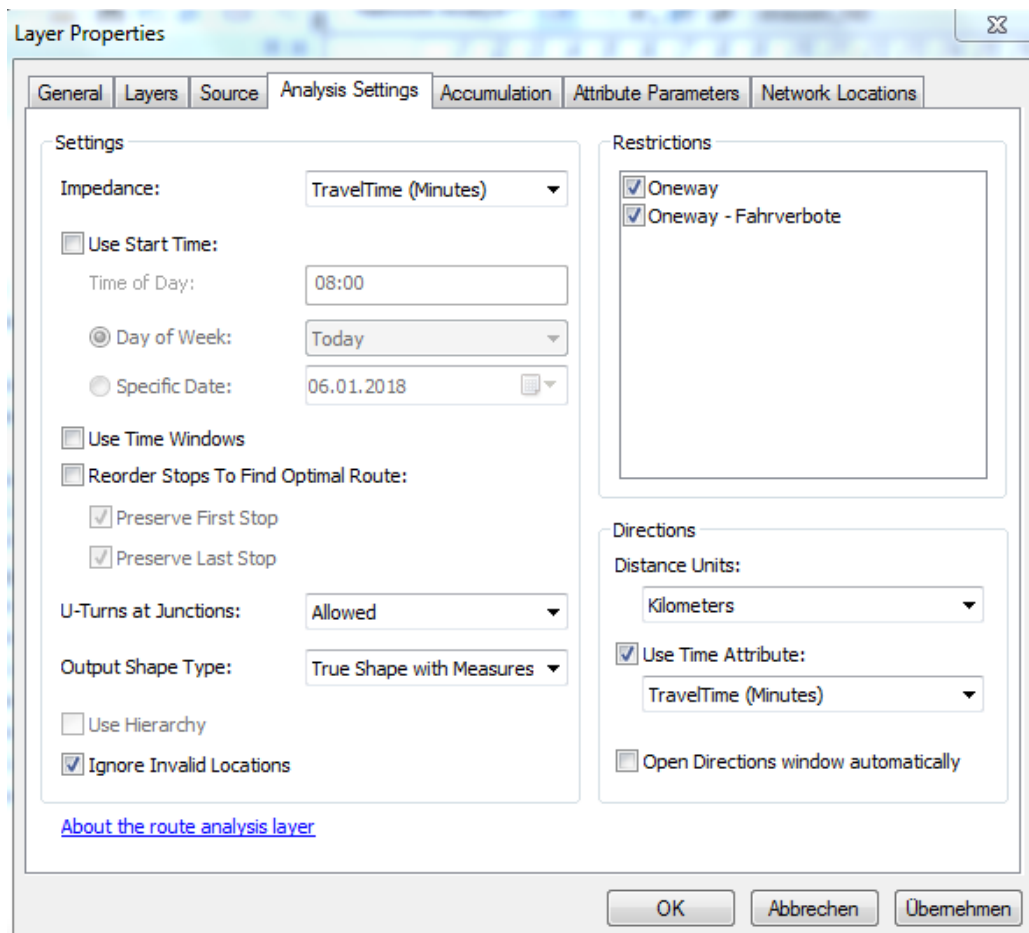 Layer Properties
General Layers Source Analysis Settings Accumulation Attribute Parameters Network Locations
Settings
Impedance: TravelTime (Minutes)
Use Start Time:
Time of Day: 08:00
Day of Week: Today
Specific Date: 06.01.2018
Use Time Windows
Reorder Stops To Find Optimal Route:
Preserve First Stop
Preserve Last Stop
U-Turns at Junctions: Allowed
Output Shape Type: True Shape with Measures
Use Hierarchy
Ignore Invalid Locations
About the route analysis layer
Restrictions
Oneway
Oneway - Fahrverbote
Directions
Distance Units:
Kilometers
Use Time Attribute:
TravelTime (Minutes)
Open Directions window automatically
OK Abbrechen Übernehmen